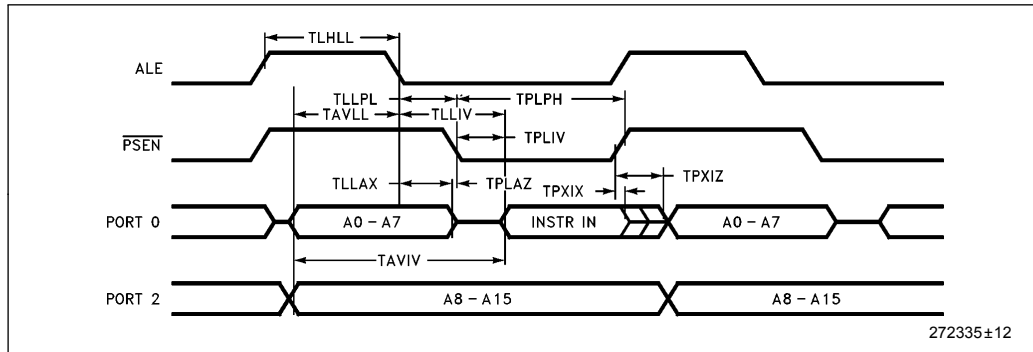 TLHLL
ALE
TLLPL TPLPH
TAVLL TLLIV
PSEN TPLIV
TLLAX TPLAZ TPXIX TPXIZ
PORT 0 A0 – A7 INSTR IN A0 – A7
TAVIV
PORT 2 A8 – A15 A8 – A15
272335±12